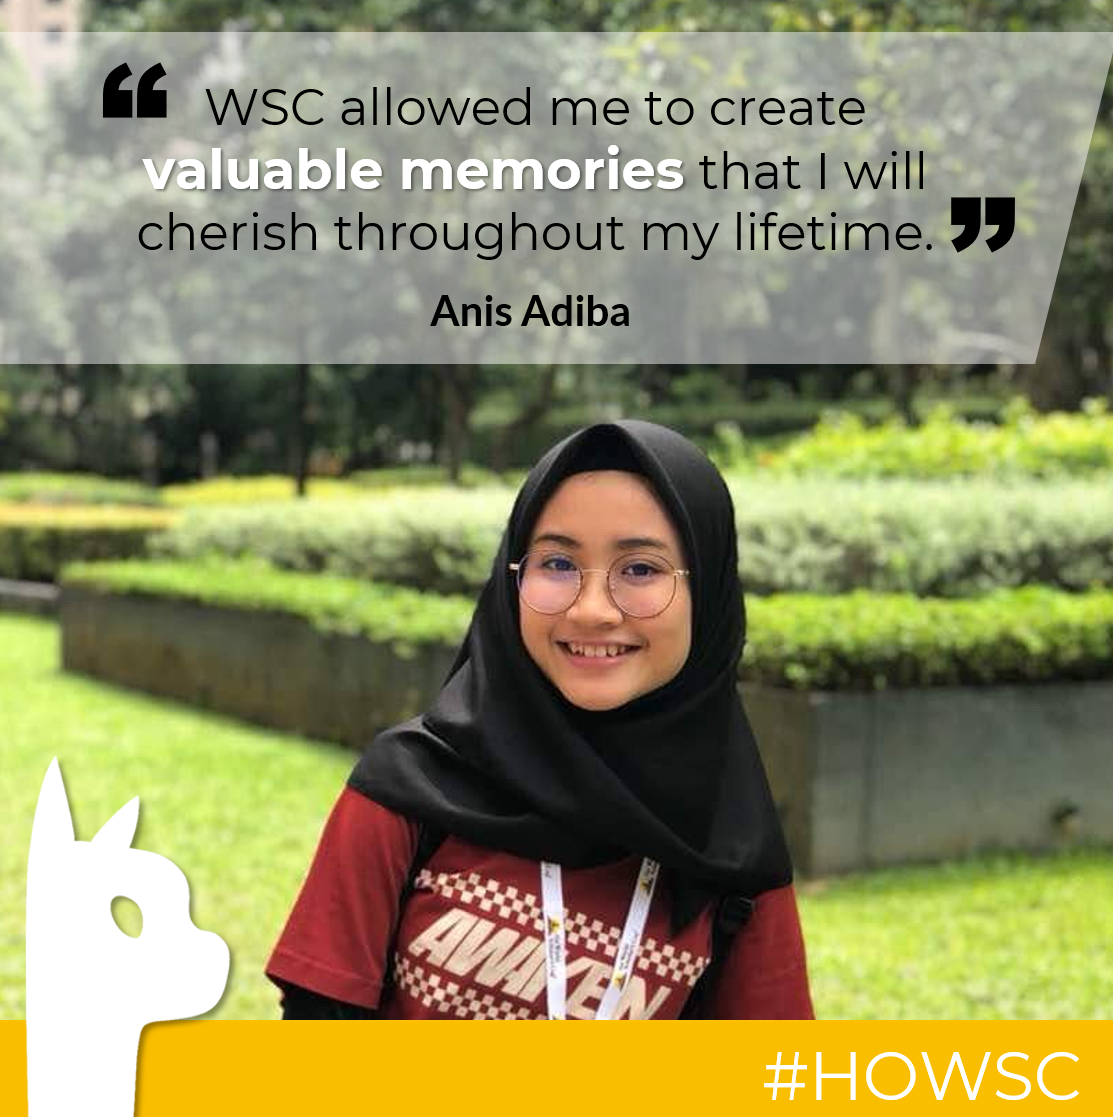 “ WSC allowed me to create
valuable memories that I will
cherish throughout my lifetime. ”
Anis Adiba
AWAKEN
#HOWSC